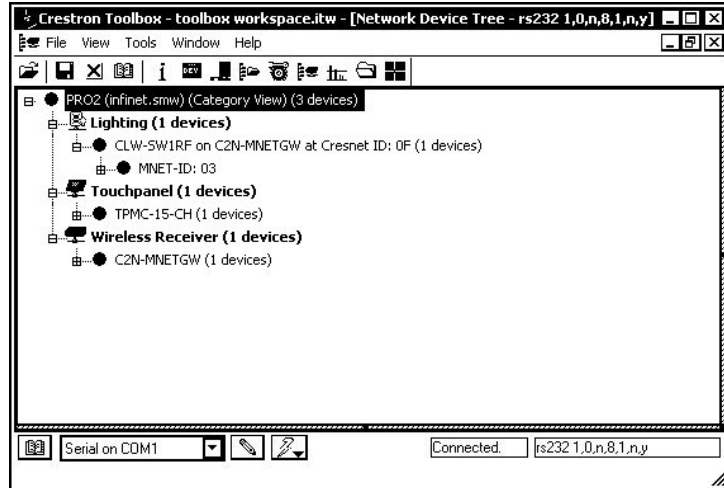 Crestron Toolbox - toolbox workspace.itw - [Network Device Tree - rs232 1,0,n,8,1,n,y]
File View Tools Window Help
i DEV
PRO2 (infinet.smw) (Category View) (3 devices)
Lighting (1 devices)
CLW-SW1RF on C2N-MNETGW at Cresnet ID: 0F (1 devices)
MNET-ID: 03
Touchpanel (1 devices)
TPMC-15-CH (1 devices)
Wireless Receiver (1 devices)
C2N-MNETGW (1 devices)
Serial on COM1 Connected. rs232 1,0,n,8,1,n,y